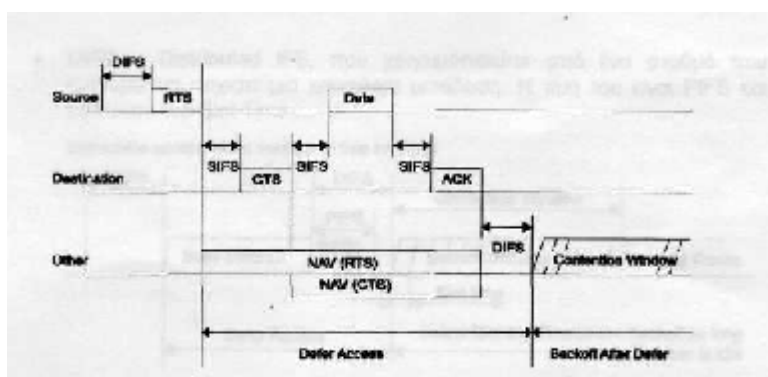 DIFS
Source RTS Data
SIFS SIFS SIFS
Destination CTS ACK
DIFS
Other NAV (RTS) Contention Window
NAV (CTS)
Defer Access Backoff After Defer